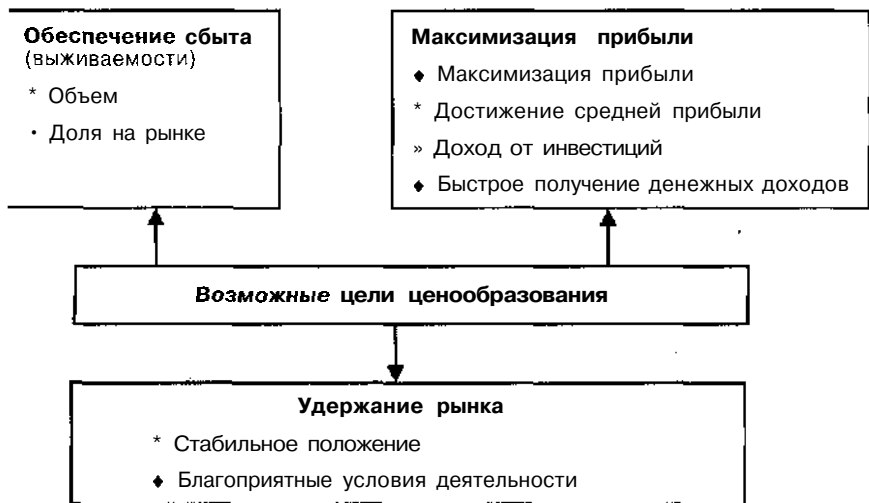 Обеспечение сбыта
(выживаемости)
* Объем
• Доля на рынке
Максимизация прибыли
♦ Максимизация прибыли
* Достижение средней прибыли
» Доход от инвестиций
♦ Быстрое получение денежных доходов
Возможные цели ценообразования
Удержание рынка
* Стабильное положение
♦ Благоприятные условия деятельности